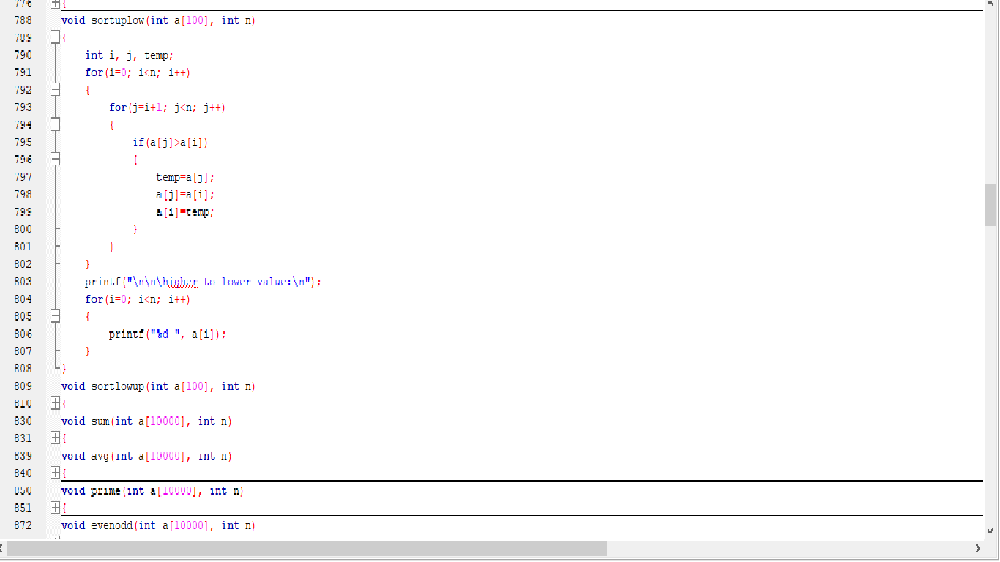 776 {
788 void sortuplow(int a[100], int n)
789 {
790 int i, j, temp;
791 for(i=0; i<n; i++)
792 {
793 for(j=i+1; j<n; j++)
794 {
795 if(a[j]>a[i])
796 {
797 temp=a[j];
798 a[j]=a[i];
799 a[i]=temp;
800 }
801 }
802 }
803 printf("\n\n\higher to lower value:\n");
804 for(i=0; i<n; i++)
805 {
806 printf("%d ", a[i]);
807 }
808 }
809 void sortlowup(int a[100], int n)
810 {
830 void sum(int a[10000], int n)
831 {
839 void avg(int a[10000], int n)
840 {
850 void prime(int a[10000], int n)
851 {
872 void evenodd(int a[10000], int n)